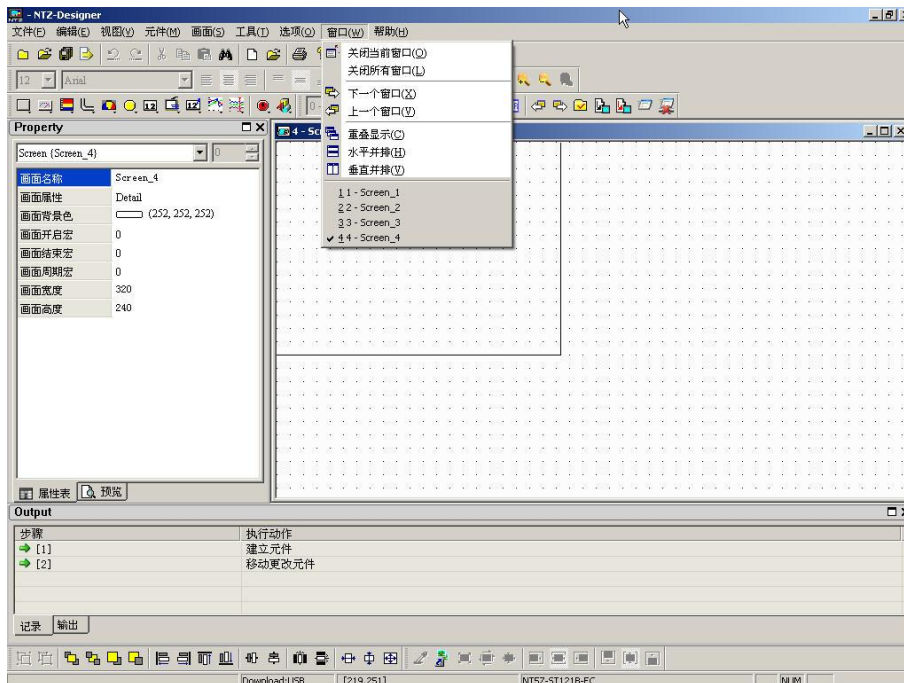 - NTZ-Designer
文件(F) 编辑(E) 视图(V) 元件(M) 画面(S) 工具(T) 选项(O) 窗口(W) 帮助(H)
关闭当前窗口(O)
关闭所有窗口(L)
12 Arial
下一个窗口(X)
上一个窗口(V)
Property
重叠显示(C)
Screen {Screen_4} 0
水平并排(H)
垂直并排(V)
画面名称 Screen_4
画面属性 Detail
1 1 - Screen_1
画面背景色 (252, 252, 252)
2 2 - Screen_2
画面开启宏 0
3 3 - Screen_3
4 4 - Screen_4
画面结束宏 0
画面周期宏 0
画面宽度 320
画面高度 240
属性表 预览
Output
步骤 执行动作
[1] 建立元件
[2] 移动更改元件
记录 输出
Download:USB [219,251] NT5Z-ST121B-EC NUM